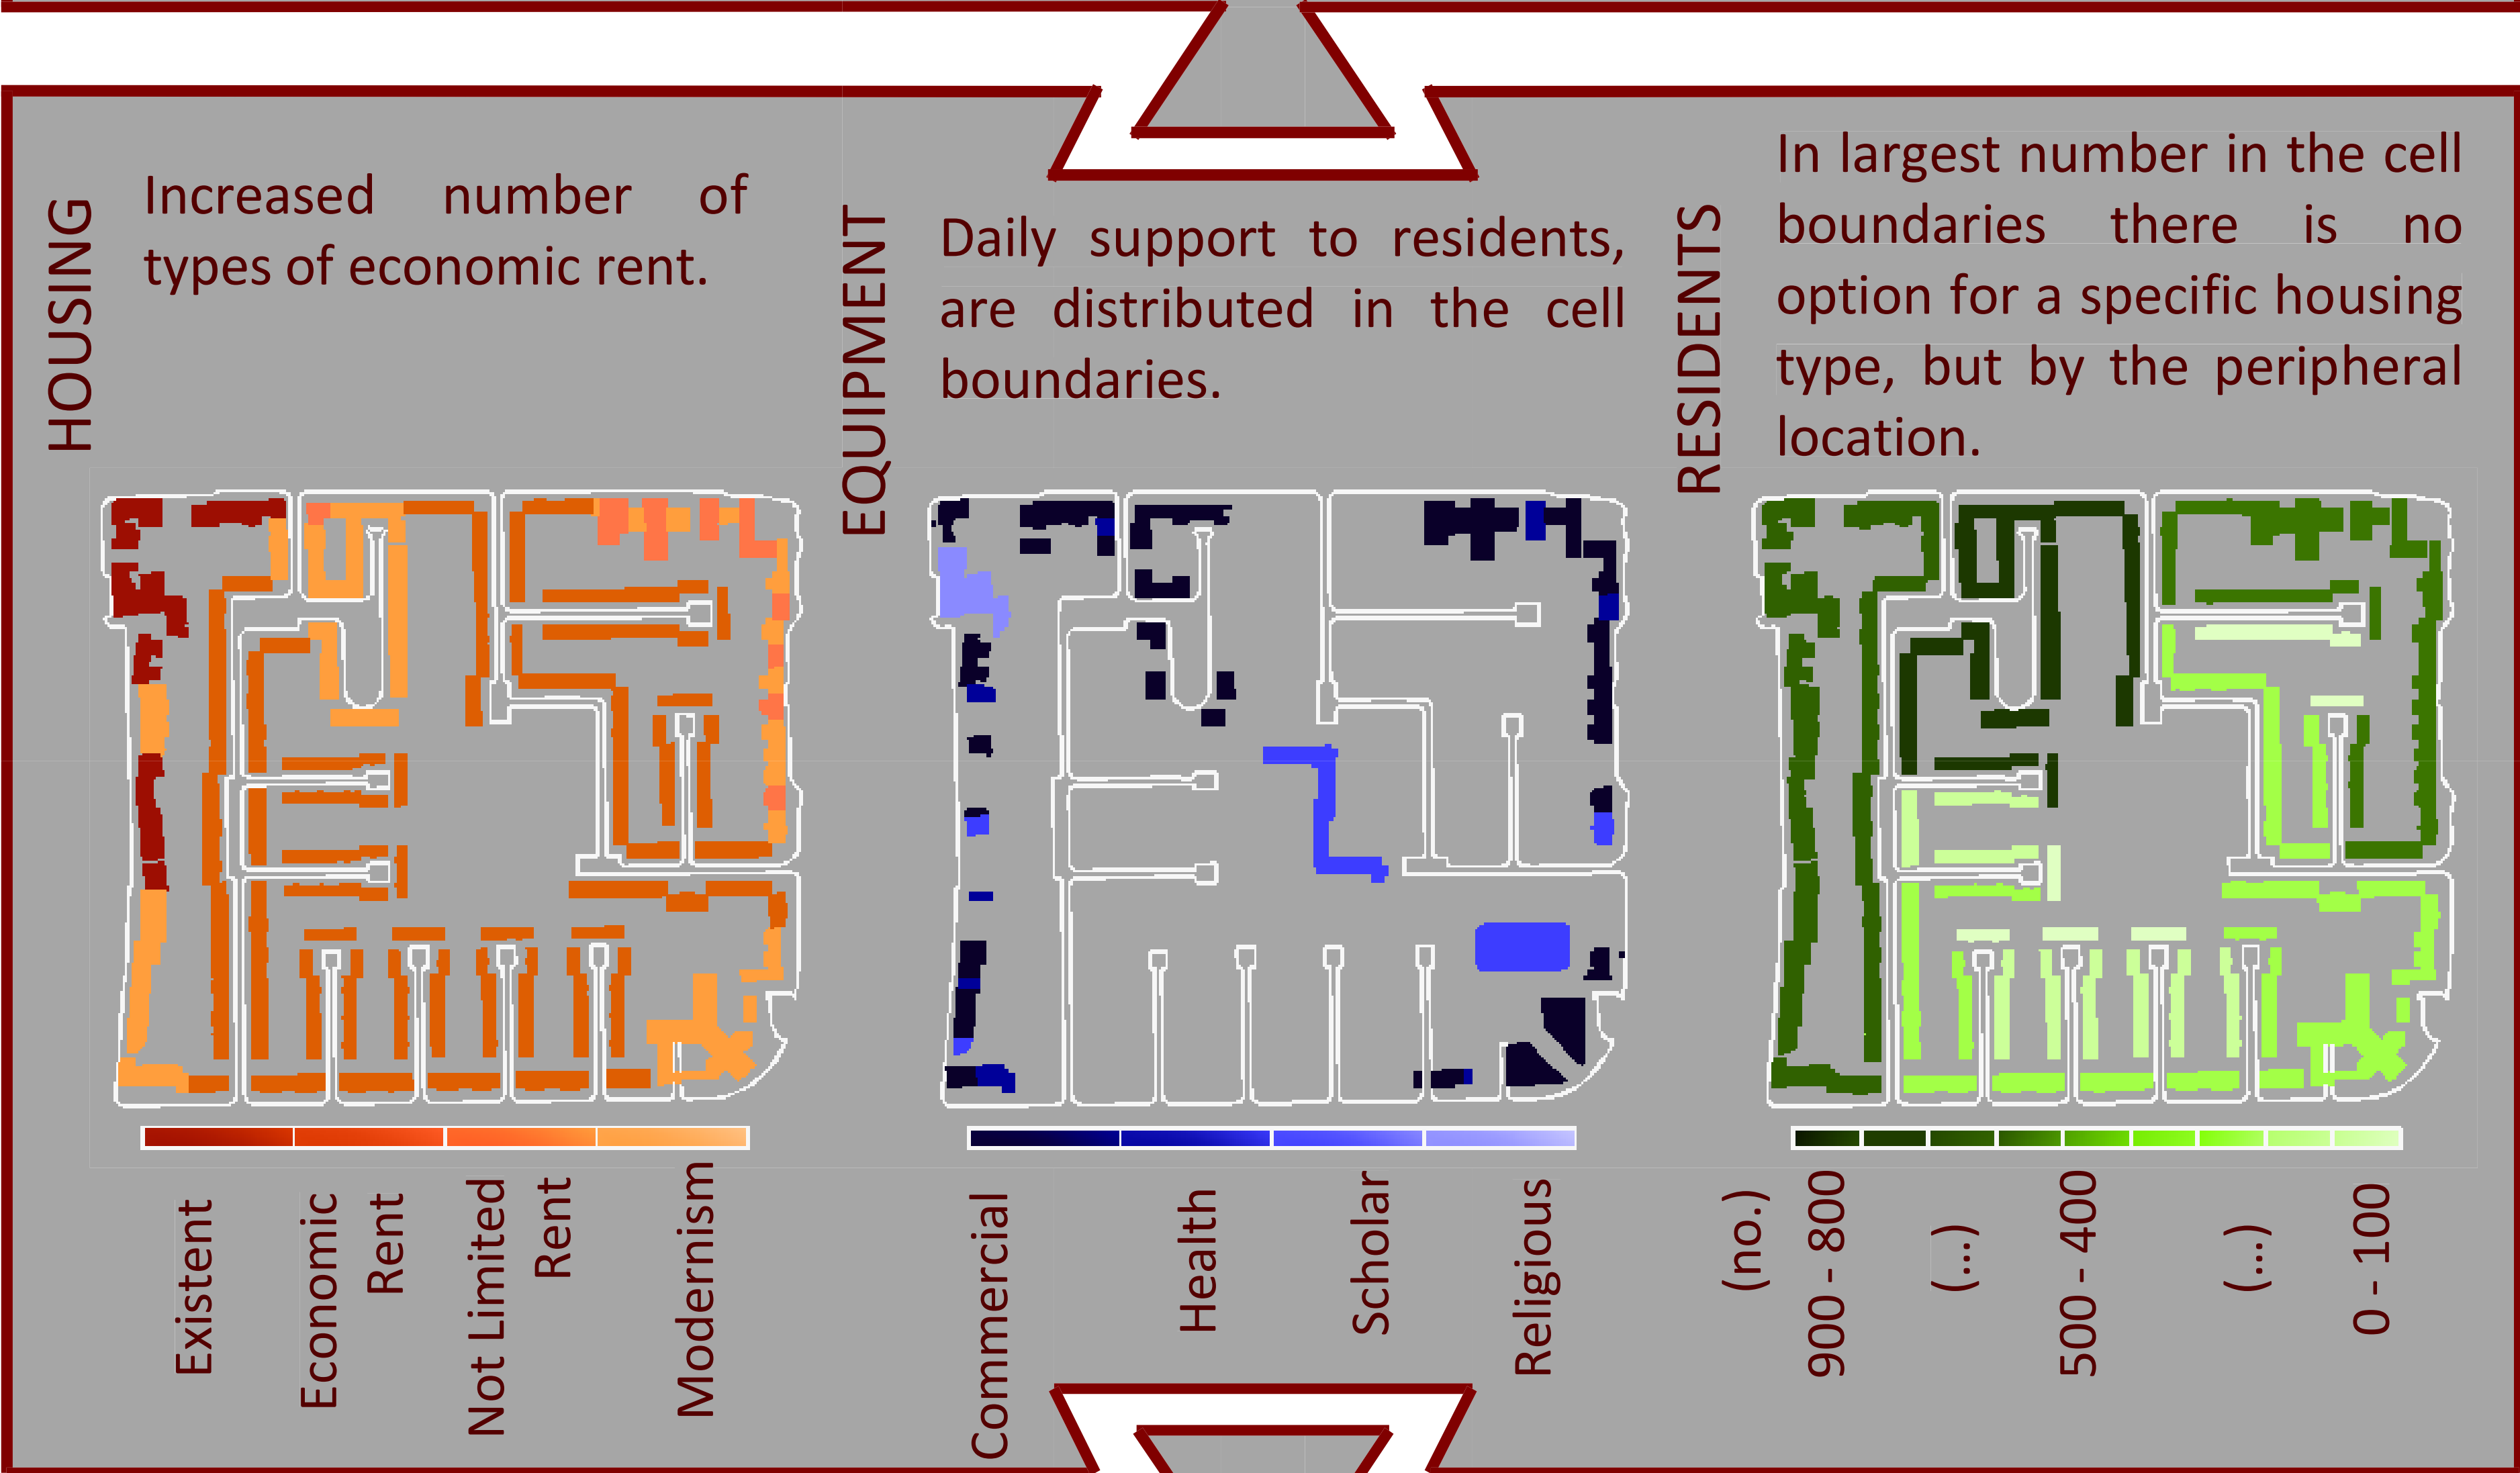 HOUSING
Increased number of
types of economic rent.
Existent
Economic
Rent
Not Limited
Rent
Modernism
EQUIPMENT
Daily support to residents,
are distributed in the cell
boundaries.
Commercial
Health
Scholar
Religious
RESIDENTS
In largest number in the cell
boundaries there is no
option for a specific housing
type, but by the peripheral
location.
(no.)
900 - 800
(...)
500 - 400
(...)
0 - 100